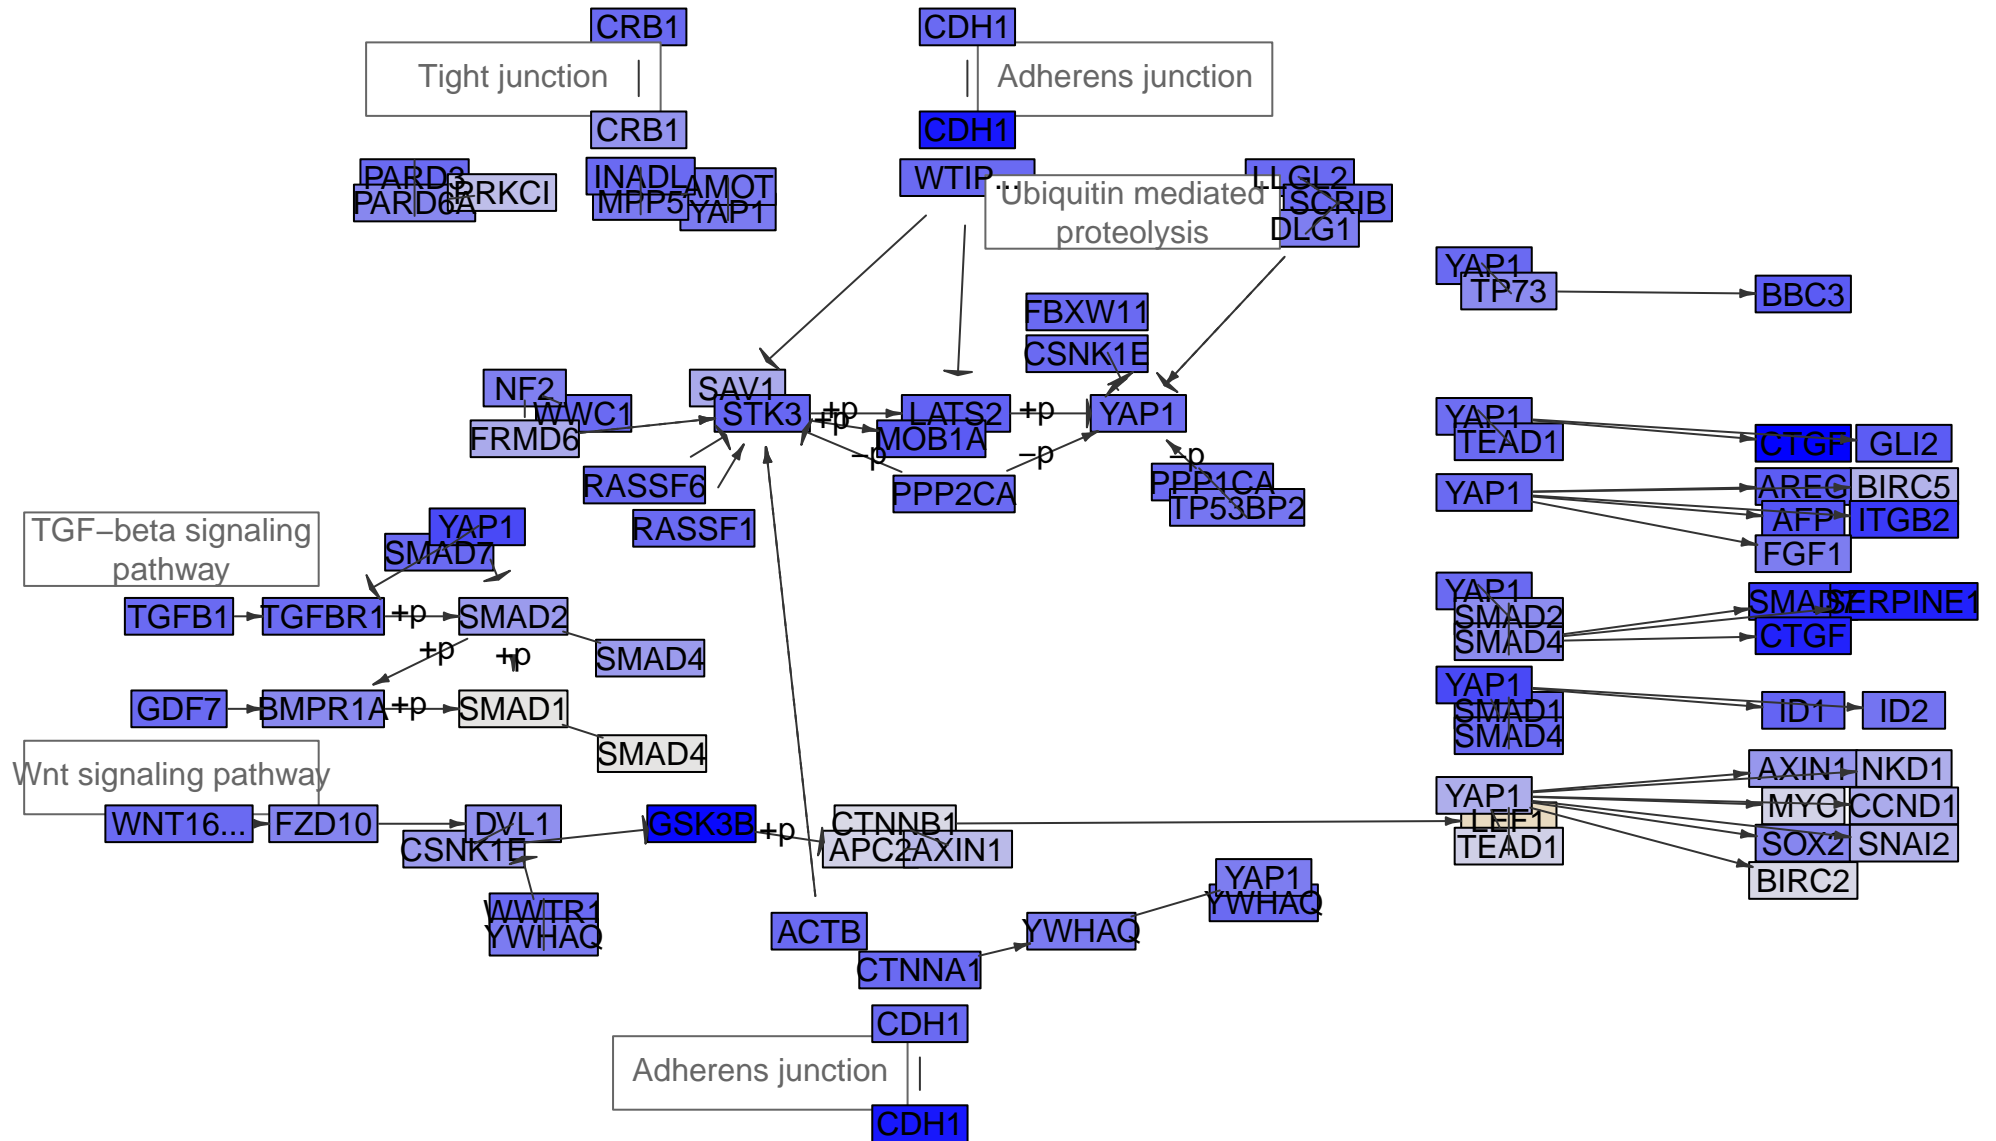 CRB1
CDH1
Tight junction
Adherens junction
CRB1
CDH1
PARD3
PARD6A
PRKCI
INADL
MPP5
AMOT
YAP1
WTIP...
Ubiquitin mediated
proteolysis
LLGL2
SCRIB
DLG1
YAP1
TP73
BBC3
FBXW11
CSNK1E
NF2
WWC1
FRMD6
SAV1
STK3
+p
+p
LATS2
MOB1A
+p
YAP1
YAP1
TEAD1
CTGF
GLI2
−p
−p
−p
RASSF6
RASSF1
PPP2CA
PPP1CA
TP53BP2
YAP1
AREG
BIRC5
AFP
ITGB2
FGF1
TGF−beta signaling
pathway
YAP1
SMAD7
TGFB1
TGFBR1
+p
SMAD2
SMAD4
+p
+p
YAP1
SMAD2
SMAD4
SMAD7
SERPINE1
CTGF
GDF7
BMPR1A
+p
SMAD1
SMAD4
YAP1
SMAD1
SMAD4
ID1
ID2
Wnt signaling pathway
WNT16...
FZD10
DVL1
CSNK1E
GSK3B
+p
CTNNB1
APC2
AXIN1
YAP1
LEF1
TEAD1
AXIN1
NKD1
MYC
CCND1
SOX2
SNAI2
BIRC2
WWTR1
YWHAQ
ACTB
CTNNA1
YWHAQ
YAP1
YWHAQ
CDH1
Adherens junction
CDH1